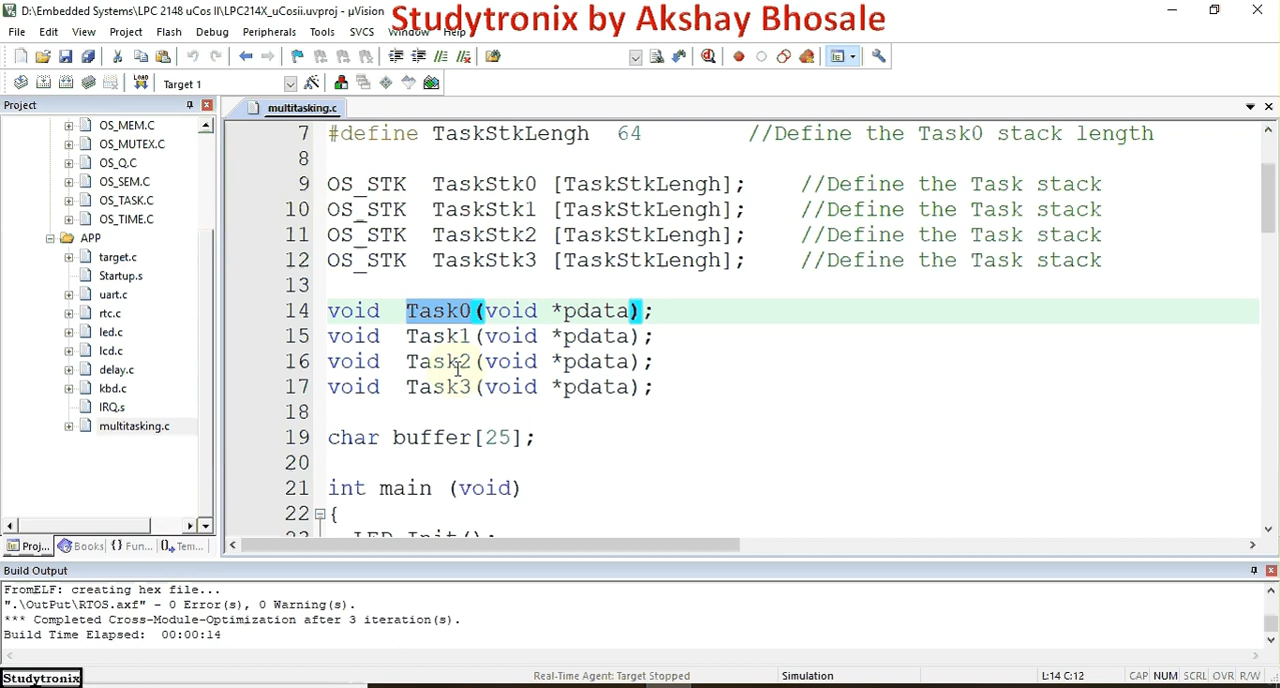 D:\Embedded Systems\LPC 2148 uCos II\LPC214X_uCosii.uvproj - µVision
Studytronix by Akshay Bhosale
File Edit View Project Flash Debug Peripherals Tools SVCS Window Help
LOAD
Target 1
Project
multitasking.c
OS_MEM.C
OS_MUTEX.C
OS_Q.C
OS_SEM.C
OS_TASK.C
OS_TIME.C
APP
target.c
Startup.s
uart.c
rtc.c
led.c
lcd.c
delay.c
kbd.c
IRQ.s
multitasking.c
Proj... Books {} Fun... Tem...
7 #define TaskStkLengh 64 //Define the Task0 stack length
8
9 OS_STK TaskStk0 [TaskStkLengh]; //Define the Task stack
10 OS_STK TaskStk1 [TaskStkLengh]; //Define the Task stack
11 OS_STK TaskStk2 [TaskStkLengh]; //Define the Task stack
12 OS_STK TaskStk3 [TaskStkLengh]; //Define the Task stack
13
14 void Task0(void *pdata);
15 void Task1(void *pdata);
16 void Task2(void *pdata);
17 void Task3(void *pdata);
18
19 char buffer[25];
20
21 int main (void)
22 {
23 LED_Init();
Build Output
FromELF: creating hex file...
".\OutPut\RTOS.axf" - 0 Error(s), 0 Warning(s).
*** Completed Cross-Module-Optimization after 3 iteration(s).
Build Time Elapsed: 00:00:14
Studytronix
Real-Time Agent: Target Stopped Simulation L:14 C:12 CAP NUM SCRL OVR R/W